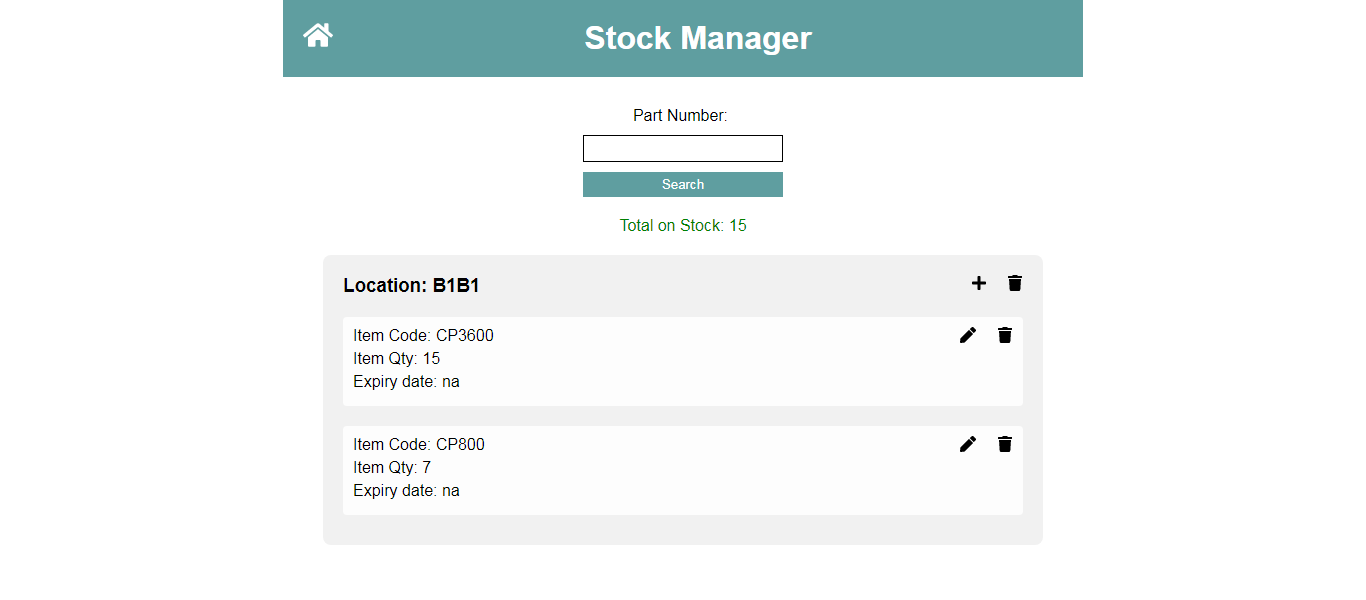 Stock Manager
Part Number:
Search
Total on Stock: 15
Location: B1B1
Item Code: CP3600
Item Qty: 15
Expiry date: na
Item Code: CP800
Item Qty: 7
Expiry date: na